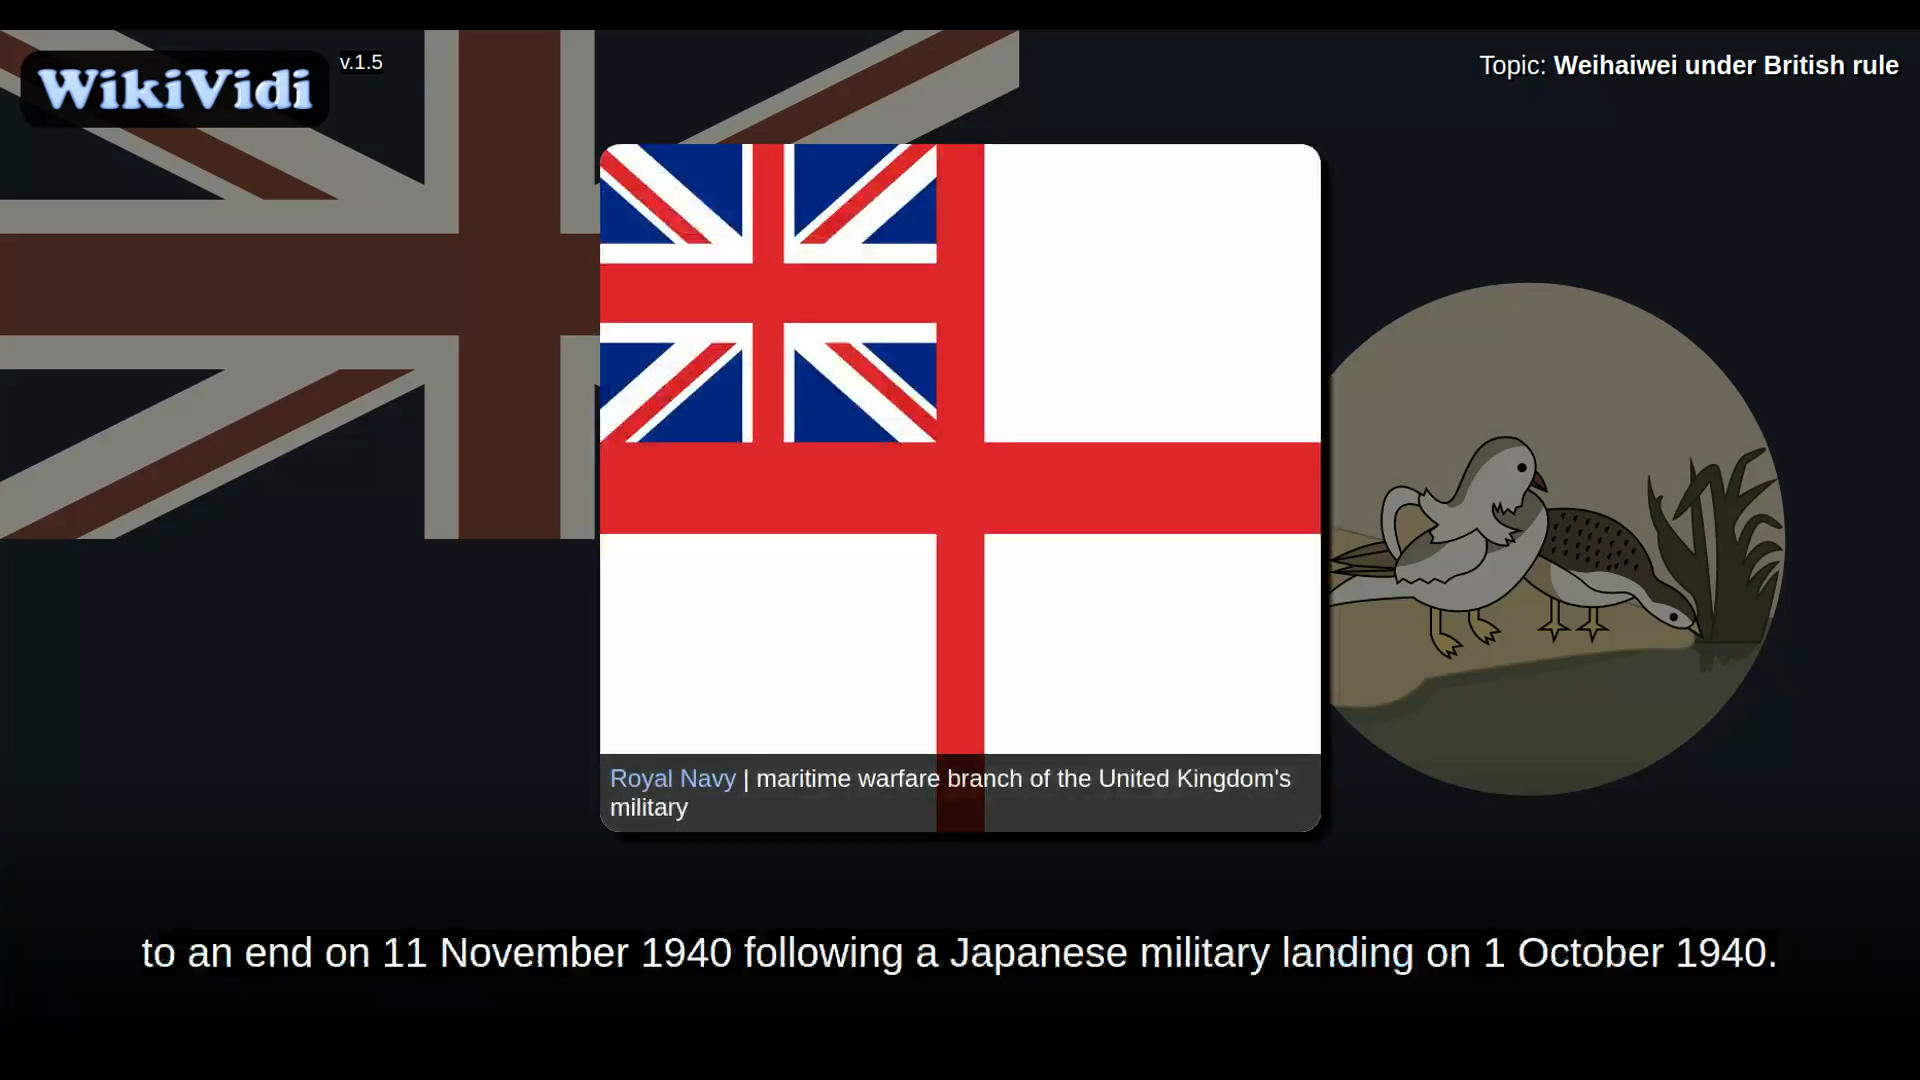 WikiVidi
v.1.5
Topic: Weihaiwei under British rule
Royal Navy | maritime warfare branch of the United Kingdom's
military
to an end on 11 November 1940 following a Japanese military landing on 1 October 1940.